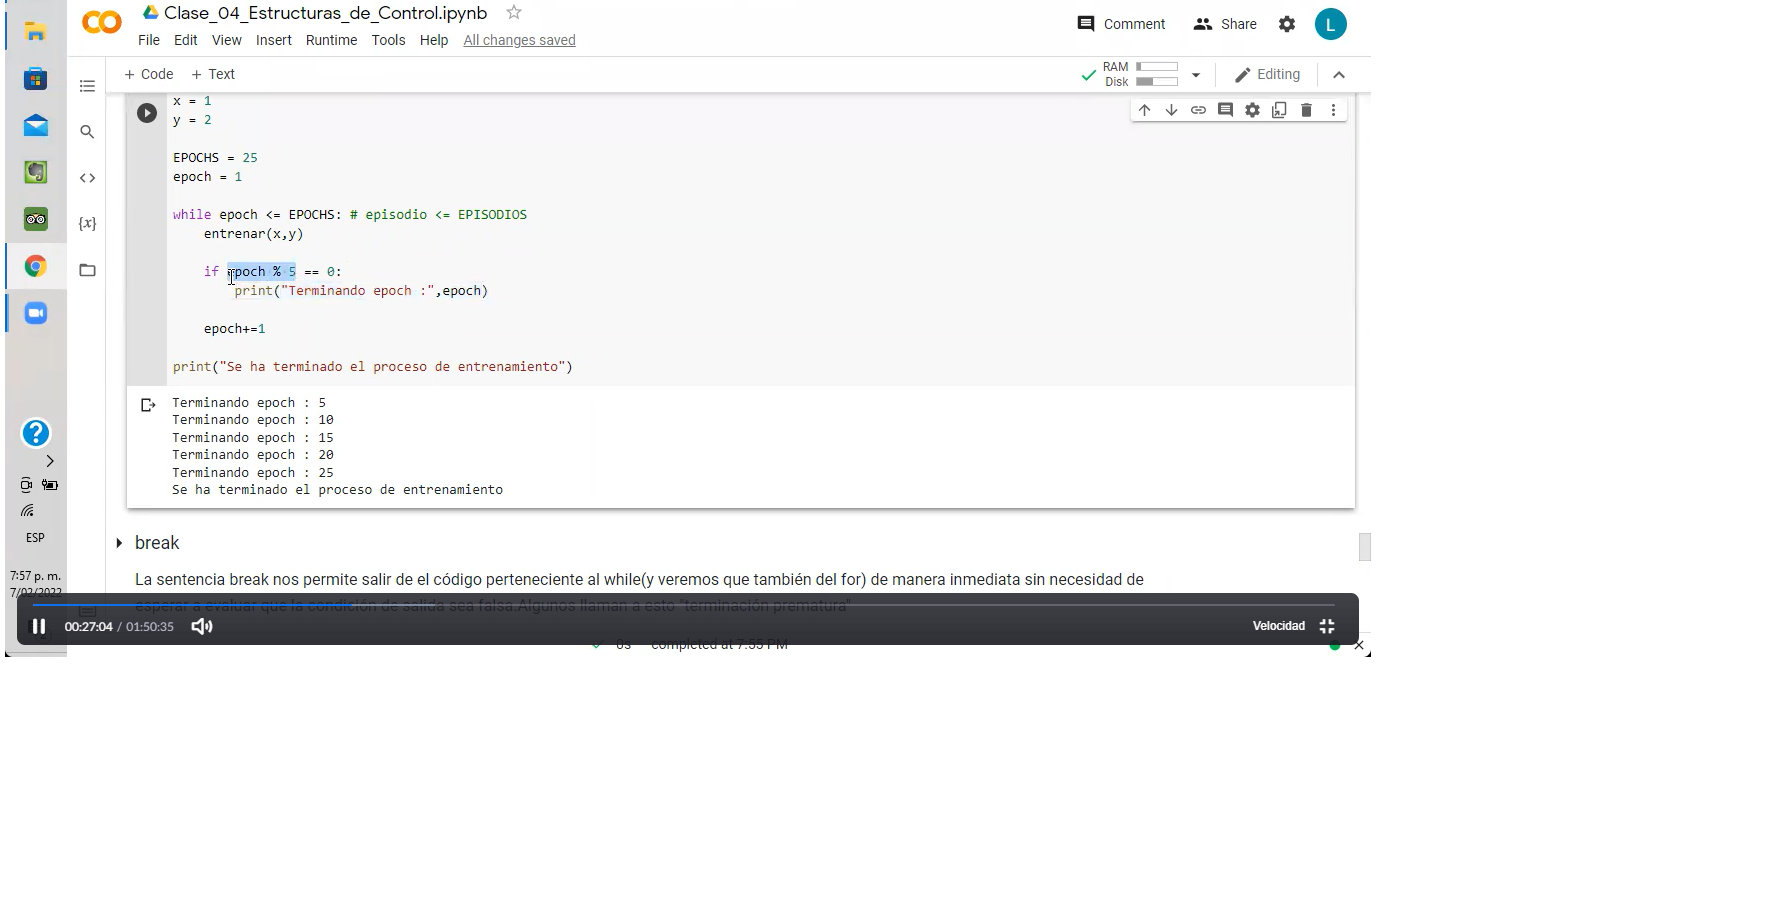 Clase_04_Estructuras_de_Control.ipynb
File Edit View Insert Runtime Tools Help All changes saved
Comment Share L
+ Code + Text
RAM
Disk
Editing
x = 1
y = 2
EPOCHS = 25
epoch = 1
while epoch <= EPOCHS: # episodio <= EPISODIOS
entrenar(x,y)
if epoch % 5 == 0:
print("Terminando epoch :",epoch)
epoch+=1
print("Se ha terminado el proceso de entrenamiento")
Terminando epoch : 5
Terminando epoch : 10
Terminando epoch : 15
Terminando epoch : 20
Terminando epoch : 25
Se ha terminado el proceso de entrenamiento
break
La sentencia break nos permite salir de el código perteneciente al while(y veremos que también del for) de manera inmediata sin necesidad de
esperar a evaluar que la condición de salida sea falsa.Algunos llaman a esto "terminación prematura"
ESP
7:57 p. m.
7/02/2022
00:27:04 / 01:50:35
Velocidad
0s completed at 7:55 PM